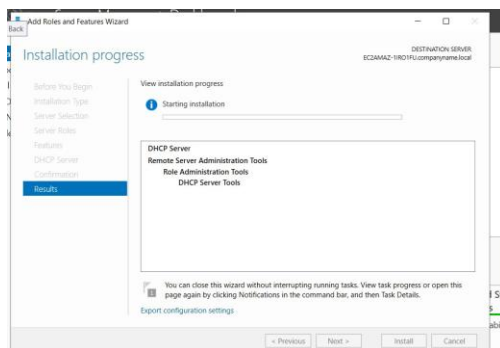 Add Roles and Features Wizard
Back
Installation progress
DESTINATION SERVER
EC2AMAZ-1IRO1FU.companyname.local
Before You Begin
Installation Type
Server Selection
Server Roles
Features
DHCP Server
Confirmation
Results
View installation progress
Starting installation
DHCP Server
Remote Server Administration Tools
Role Administration Tools
DHCP Server Tools
You can close this wizard without interrupting running tasks. View task progress or open this
page again by clicking Notifications in the command bar, and then Task Details.
Export configuration settings
< Previous
Next >
Install
Cancel